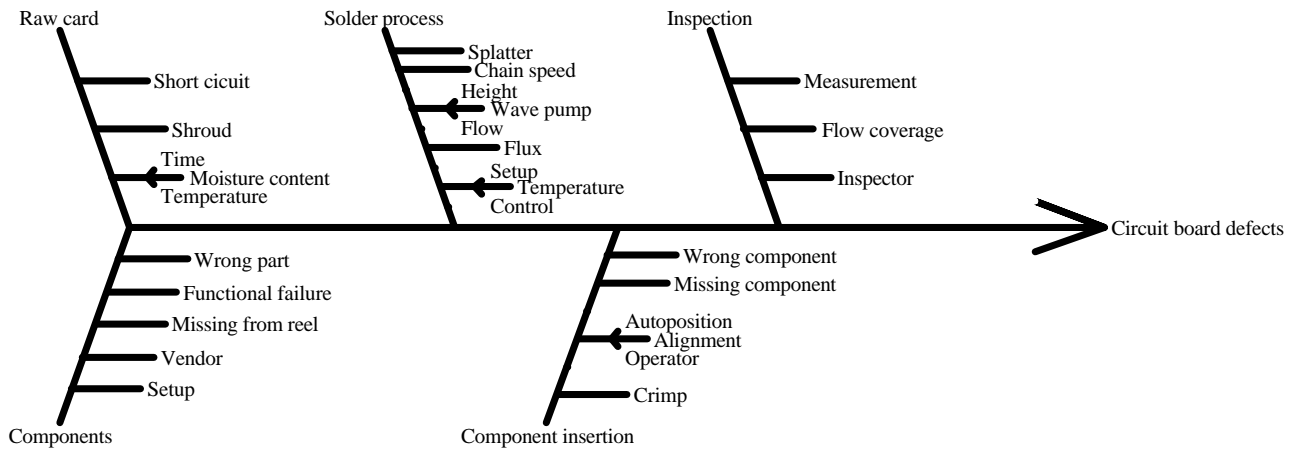 Raw card
Short cicuit
Shroud
Time
Moisture content
Temperature
Solder process
Splatter
Chain speed
Height
Wave pump
Flow
Flux
Setup
Temperature
Control
Inspection
Measurement
Flow coverage
Inspector
Circuit board defects
Wrong part
Functional failure
Missing from reel
Vendor
Setup
Components
Wrong component
Missing component
Autoposition
Alignment
Operator
Crimp
Component insertion